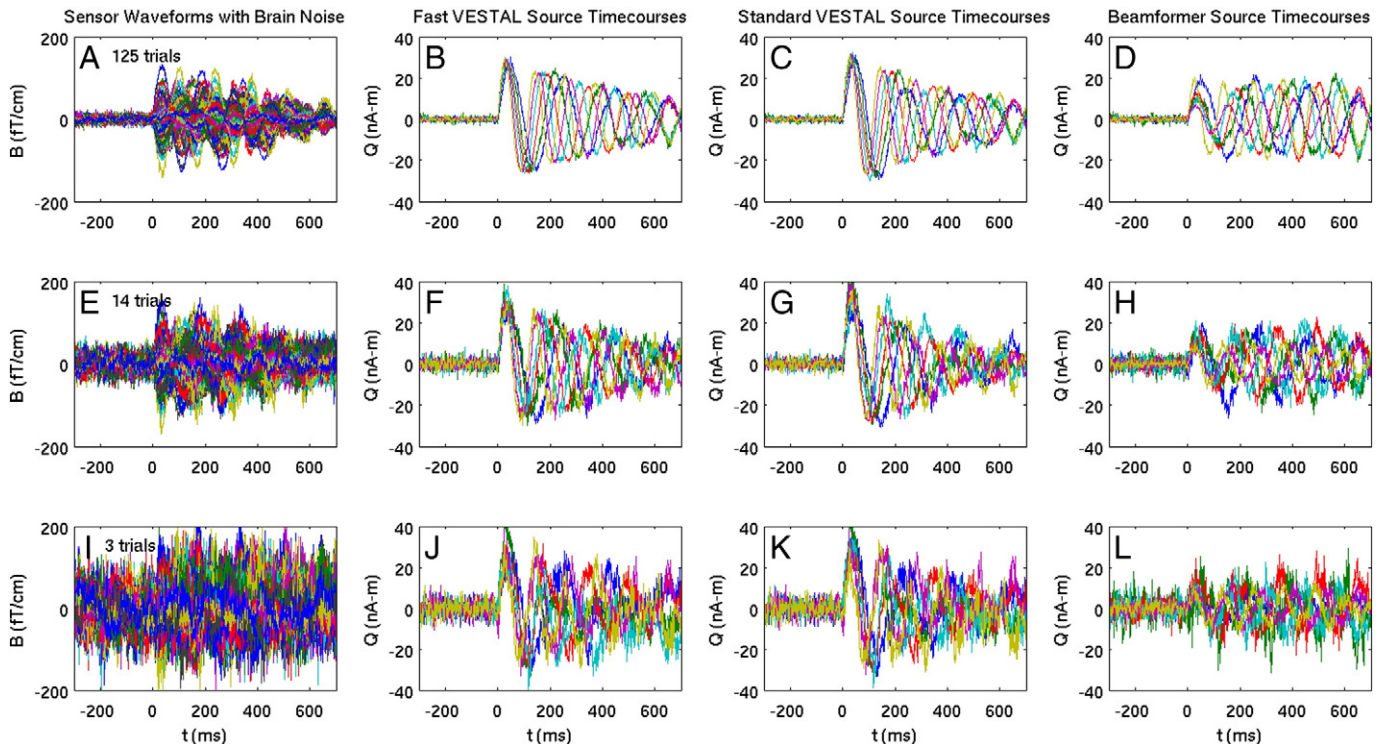 Sensor Waveforms with Brain Noise Fast VESTAL Source Timecourses Standard VESTAL Source Timecourses Beamformer Source Timecourses
200 40 40 40
A 125 trials B C D
20 20 20
B (fT/cm) 0 Q (nA-m) 0 Q (nA-m) 0 Q (nA-m) 0
-20 -20 -20
-200 -40 -40 -40
-200 0 200 400 600 -200 0 200 400 600 -200 0 200 400 600 -200 0 200 400 600
200 40 40 40
E 14 trials F G H
20 20 20
B (fT/cm) 0 Q (nA-m) 0 Q (nA-m) 0 Q (nA-m) 0
-20 -20 -20
-200 -40 -40 -40
-200 0 200 400 600 -200 0 200 400 600 -200 0 200 400 600 -200 0 200 400 600
200 40 40 40
I 3 trials J K L
20 20 20
B (fT/cm) 0 Q (nA-m) 0 Q (nA-m) 0 Q (nA-m) 0
-20 -20 -20
-200 -40 -40 -40
-200 0 200 400 600 -200 0 200 400 600 -200 0 200 400 600 -200 0 200 400 600
t (ms) t (ms) t (ms) t (ms)